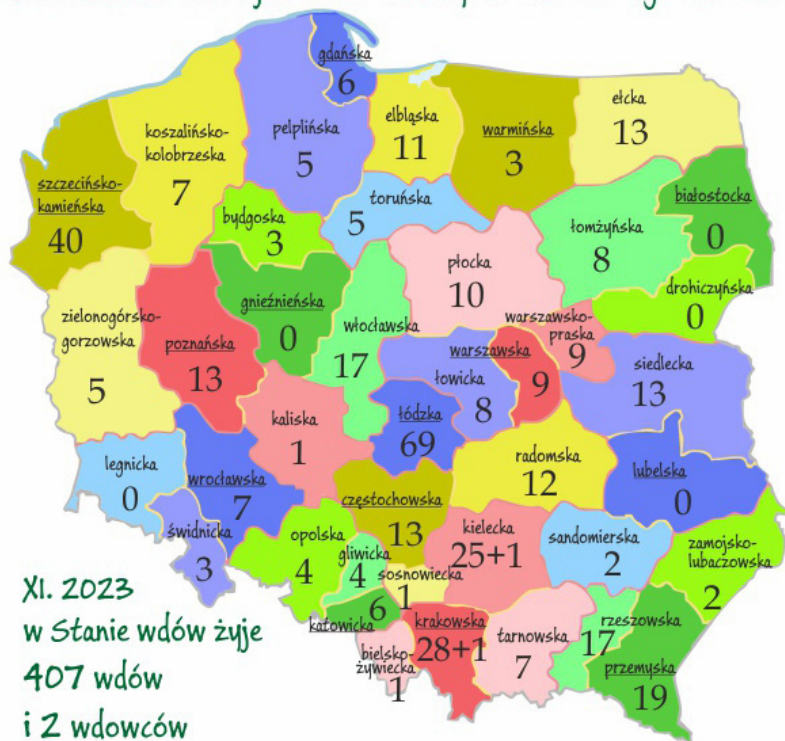 gdańska
6
koszalińsko-
kołobrzeska
7
pelplińska
5
elbląska
11
warmińska
3
ełcka
13
szczecińsko-
kamieńska
40
bydgoska
3
toruńska
5
łomżyńska
8
białostocka
0
płocka
10
drohiczyńska
0
zielonogórsko-
gorzowska
5
poznańska
13
gnieźnieńska
0
włocławska
17
warszawsko-
praska
9
warszawska
9
łowicka
8
siedlecka
13
kaliska
1
łódzka
69
legnicka
0
wrocławska
7
radomska
12
lubelska
0
świdnicka
3
częstochowska
13
opolska
4
gliwicka
4
kielecka
25+1
sandomierska
2
zamojsko-
lubaczowska
2
sosnowiecka
1
katowicka
6
krakowska
28+1
bielsko-
żywiecka
1
tarnowska
7
rzeszowska
17
przemyska
19
XI. 2023
w Stanie wdów żyje
407 wdów
i 2 wdowców